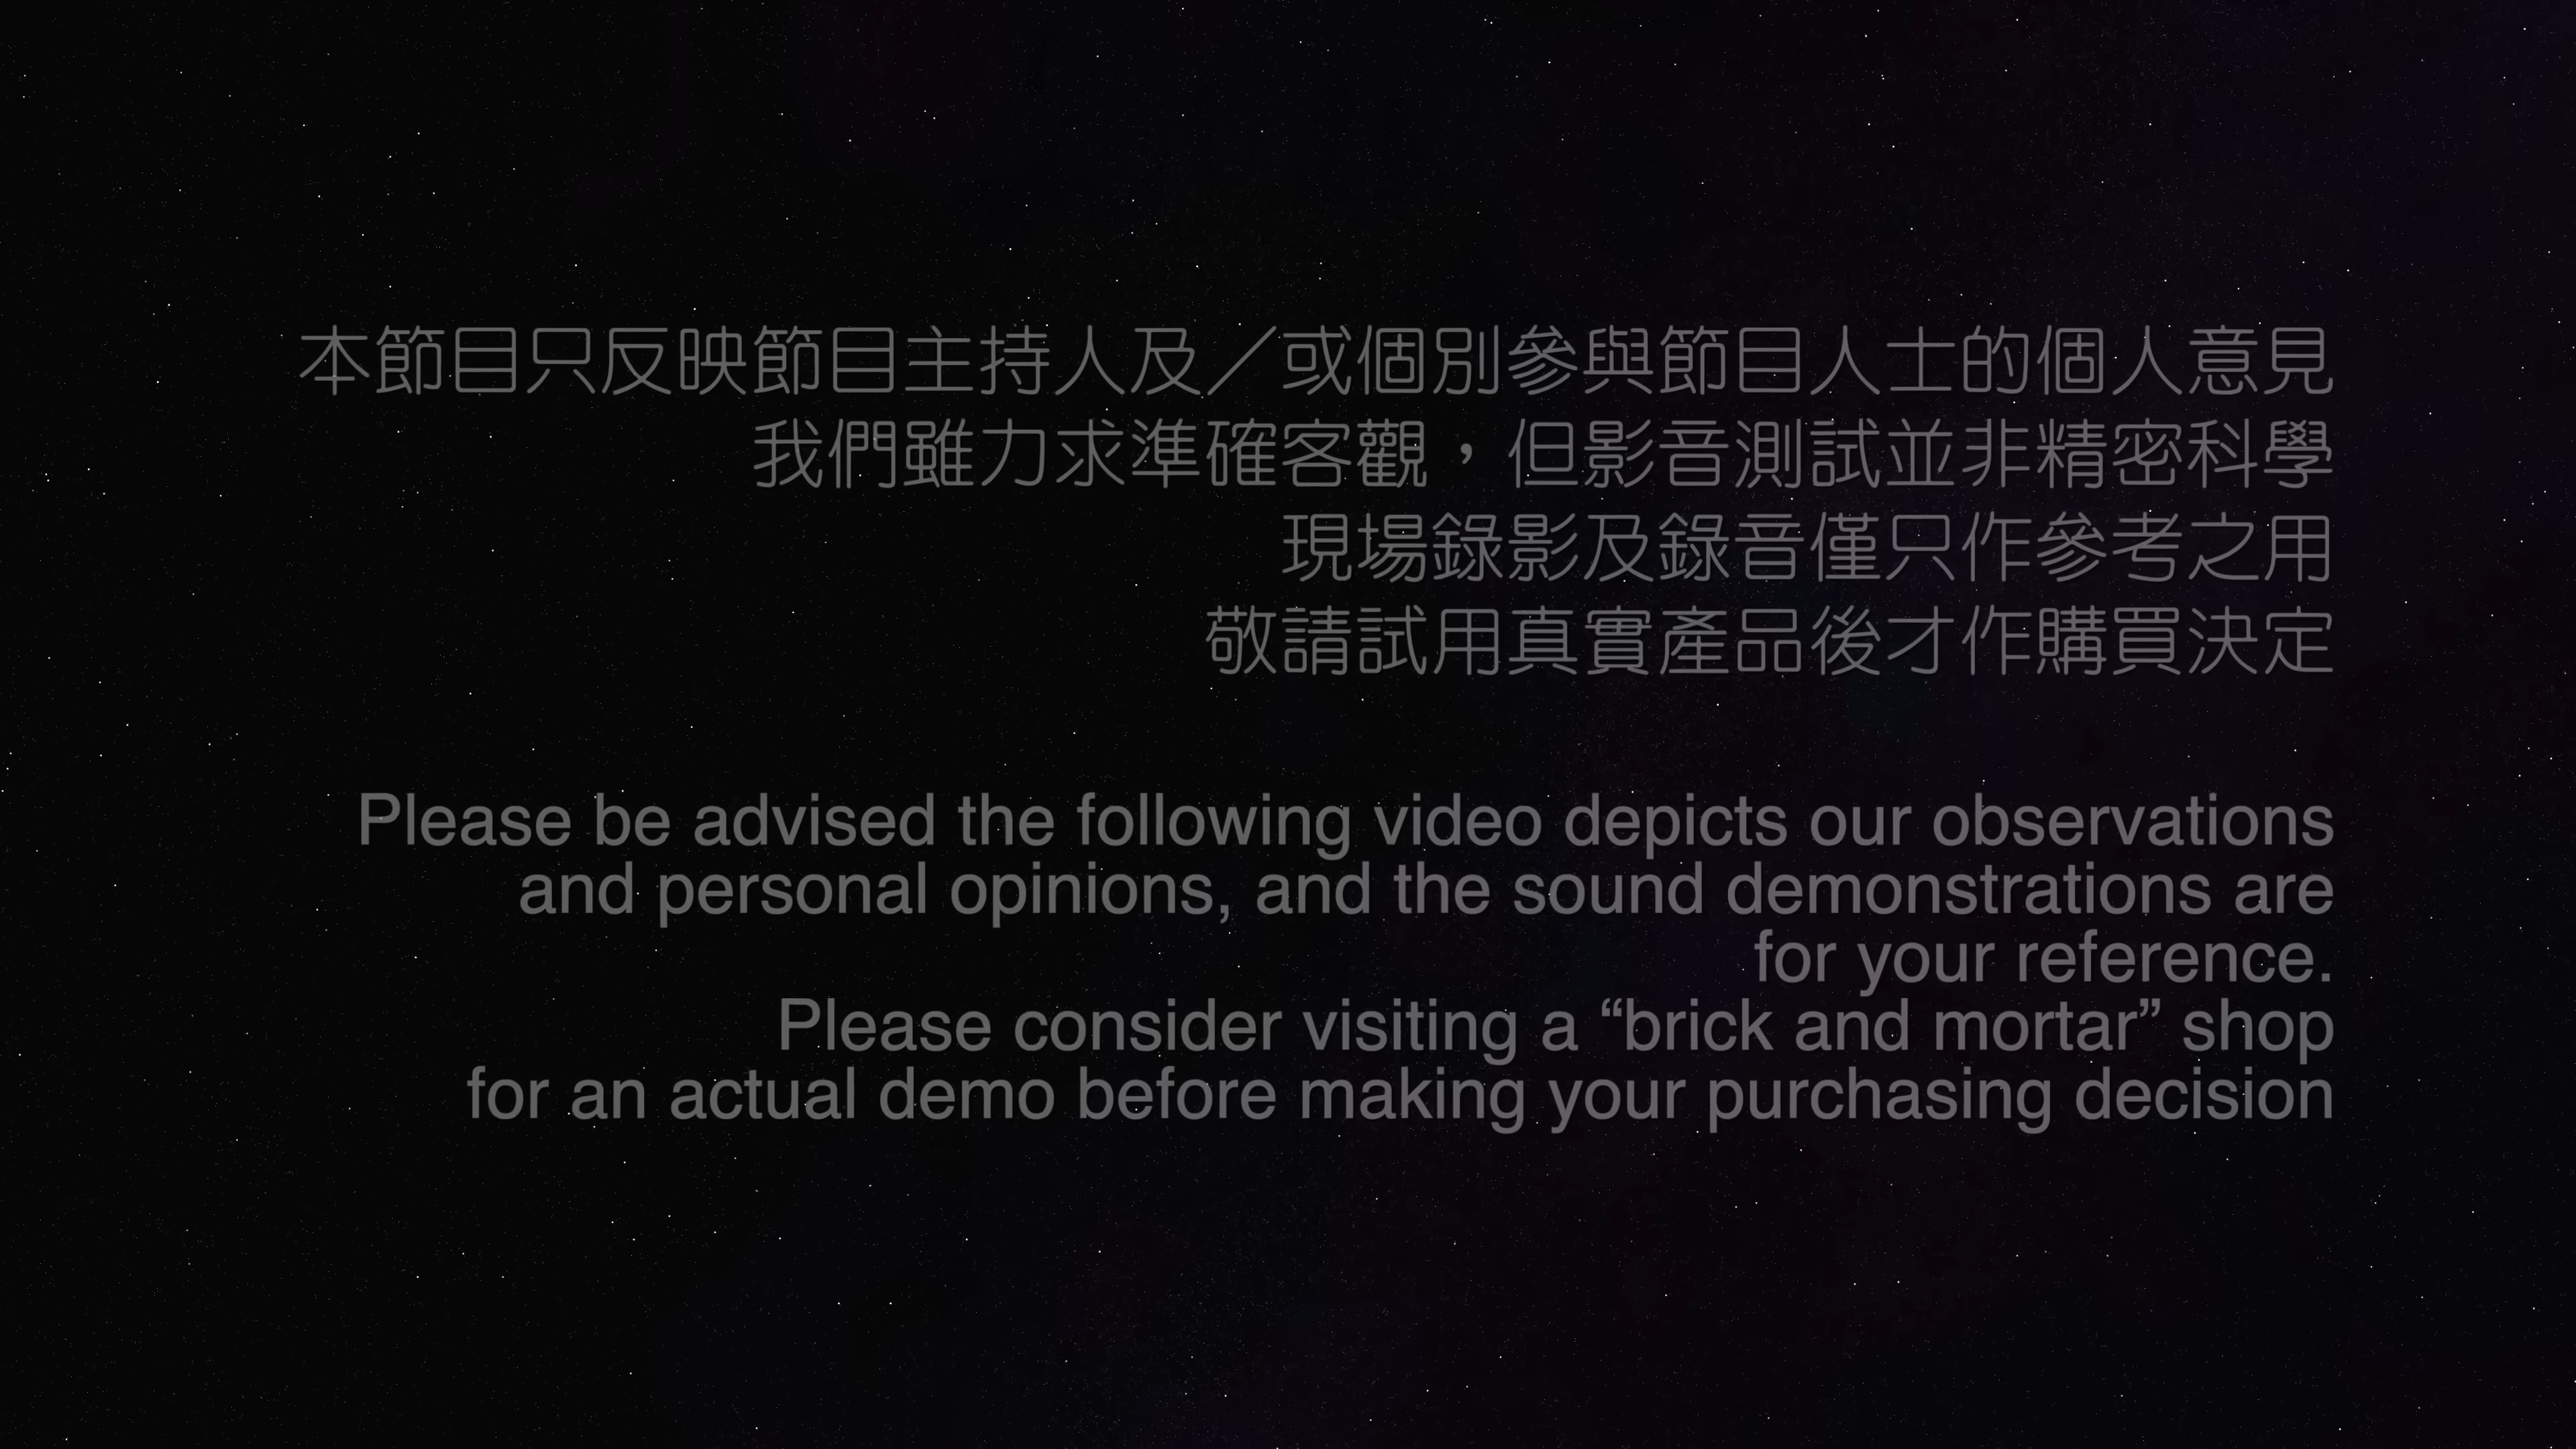 本節目只反映節目主持人及／或個別參與節目人士的個人意見
我們雖力求準確客觀，但影音測試並非精密科學
現場錄影及錄音僅只作參考之用
敬請試用真實產品後才作購買決定
Please be advised the following video depicts our observations
and personal opinions, and the sound demonstrations are
for your reference.
Please consider visiting a “brick and mortar” shop
for an actual demo before making your purchasing decision